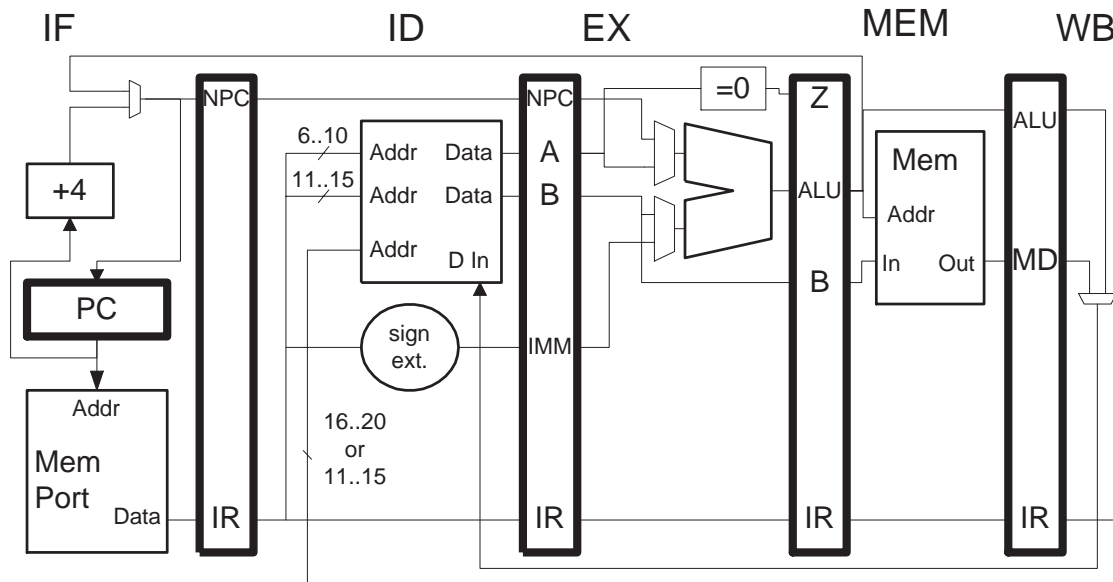 IF ID EX MEM WB
NPC
NPC
=0
Z
ALU
6..10
Addr Data
A
Mem
+4
11..15
Addr Data
B
ALU
Addr
Addr
D In
In Out
MD
PC
B
sign
ext.
IMM
Addr
Mem
Port
Data
16..20
or
11..15
IR
IR
IR
IR